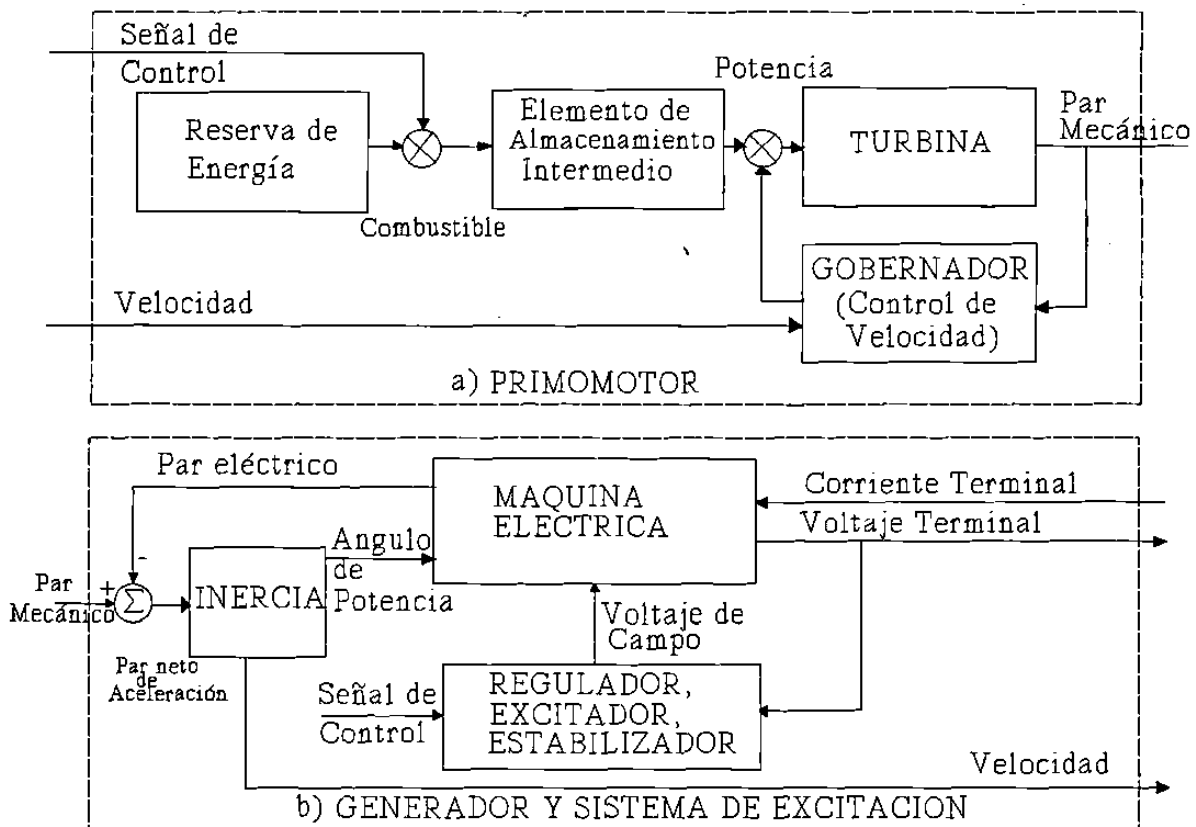 Señal de
Control
Reserva de
Energía
Combustible
Elemento de
Almacenamiento
Intermedio
Potencia
TURBINA
Par
Mecánico
GOBERNADOR
(Control de
Velocidad)
Velocidad
a) PRIMOMOTOR
Par eléctrico
MAQUINA
ELECTRICA
Corriente Terminal
Voltaje Terminal
-
Par
Mecánico
+
Σ
INERCIA
Angulo
de
Potencia
Par neto
de
Aceleración
Voltaje de
Campo
Señal de
Control
REGULADOR,
EXCITADOR,
ESTABILIZADOR
Velocidad
b) GENERADOR Y SISTEMA DE EXCITACION